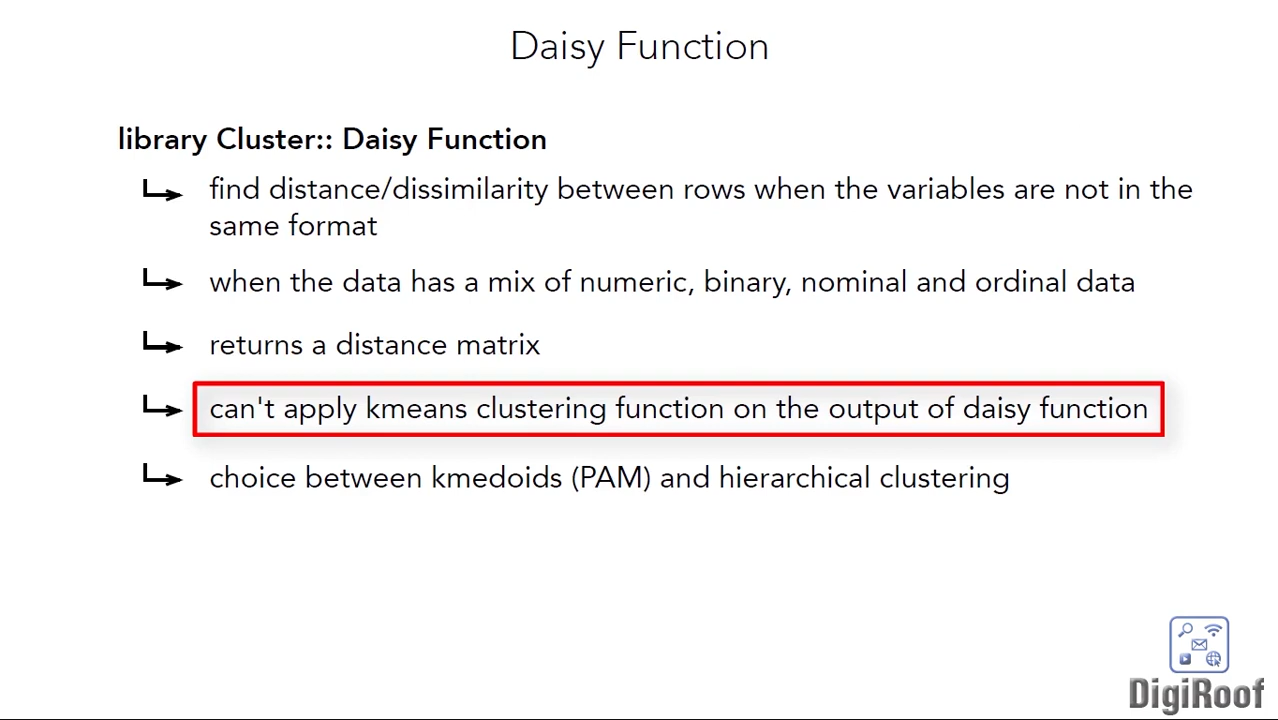 Daisy Function
library Cluster:: Daisy Function
find distance/dissimilarity between rows when the variables are not in the
same format
when the data has a mix of numeric, binary, nominal and ordinal data
returns a distance matrix
can't apply kmeans clustering function on the output of daisy function
choice between kmedoids (PAM) and hierarchical clustering
DigiRoof